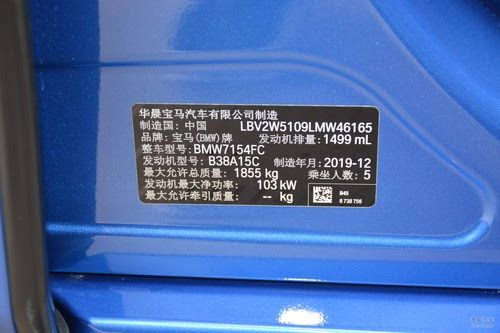 华晨宝马汽车有限公司制造
制造国: 中国 LBV2W5109LMW46165
品牌: 宝马(BMW)牌 发动机排量: 1499 mL
整车型号: BMW7154FC
发动机型号: B38A15C 制造年月: 2019-12
最大允许总质量: 1855 kg 乘坐人数: 5
发动机最大净功率: 103 kW
最大允许牵引质量: -- kg
845
8 738 756